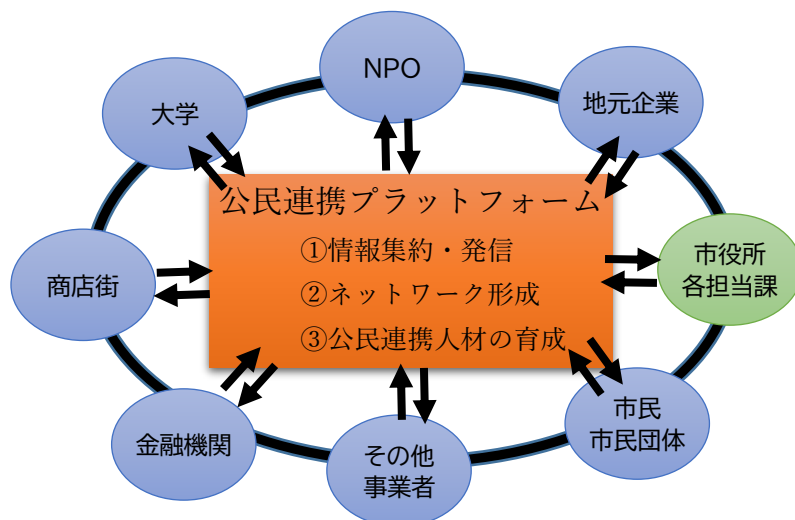 NPO
大学
地元企業
公民連携プラットフォーム
①情報集約・発信
②ネットワーク形成
③公民連携人材の育成
商店街
市役所
各担当課
金融機関
その他
事業者
市民
市民団体